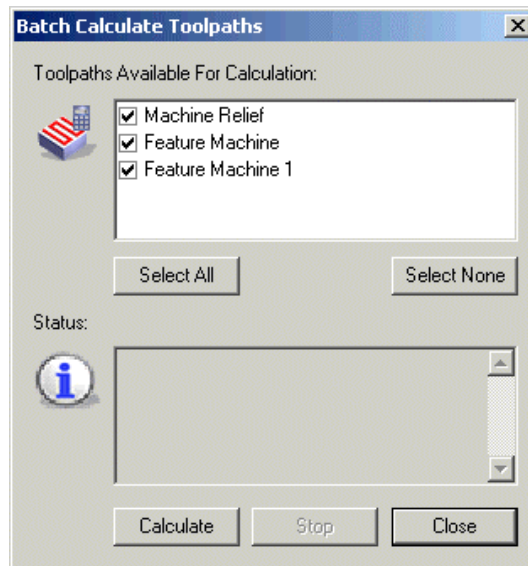 Batch Calculate Toolpaths
Toolpaths Available For Calculation:
Machine Relief
Feature Machine
Feature Machine 1
Select All
Select None
Status:
Calculate
Stop
Close